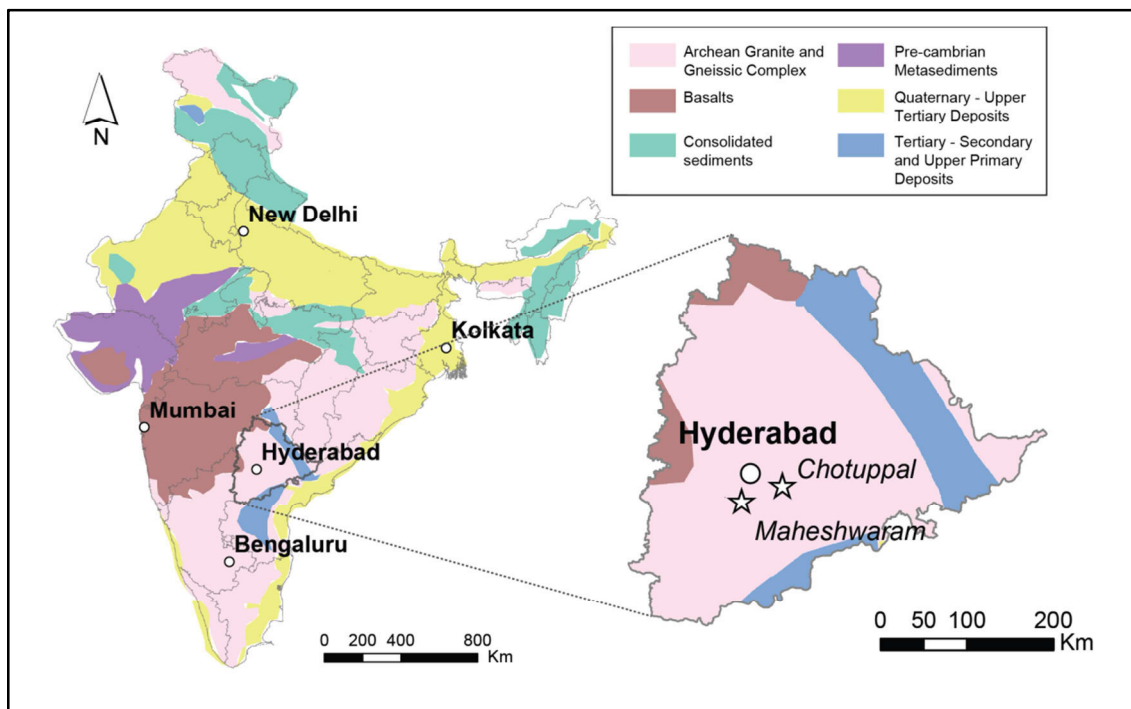 Archean Granite and
Gneissic Complex
Basalts
Consolidated
sediments
Pre-cambrian
Metasediments
Quaternary - Upper
Tertiary Deposits
Tertiary - Secondary
and Upper Primary
Deposits
N
New Delhi
Kolkata
Mumbai
Hyderabad
Bengaluru
0 200 400 800
Km
Hyderabad
Chotuppal
Maheshwaram
0 50 100 200
Km